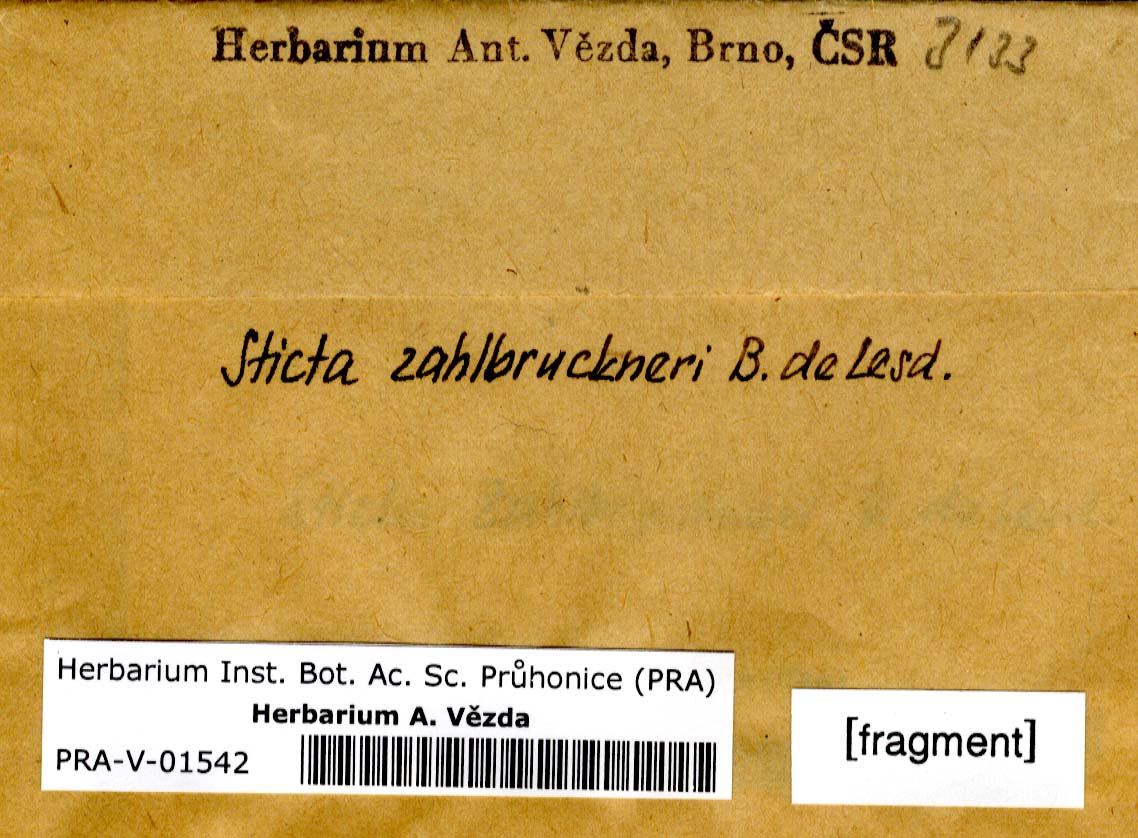 Herbarium Ant. Vězda, Brno, ČSR
Sticta zahlbruckneri B. de Lesd.
Herbarium Inst. Bot. Ac. Sc. Průhonice (PRA)
Herbarium A. Vězda
PRA-V-01542
[fragment]